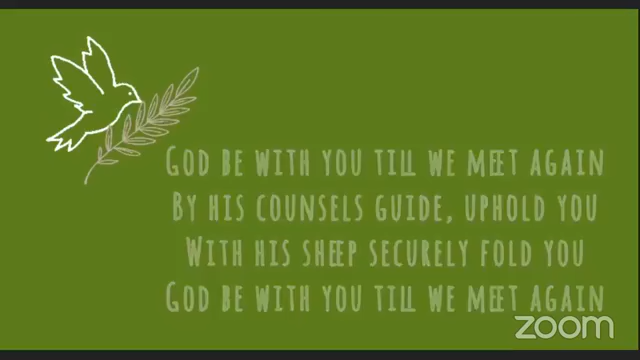 GOD BE WITH YOU TILL WE MEET AGAIN
BY HIS COUNSELS GUIDE, UPHOLD YOU
WITH HIS SHEEP SECURELY FOLD YOU
GOD BE WITH YOU TILL WE MEET AGAIN
zoom